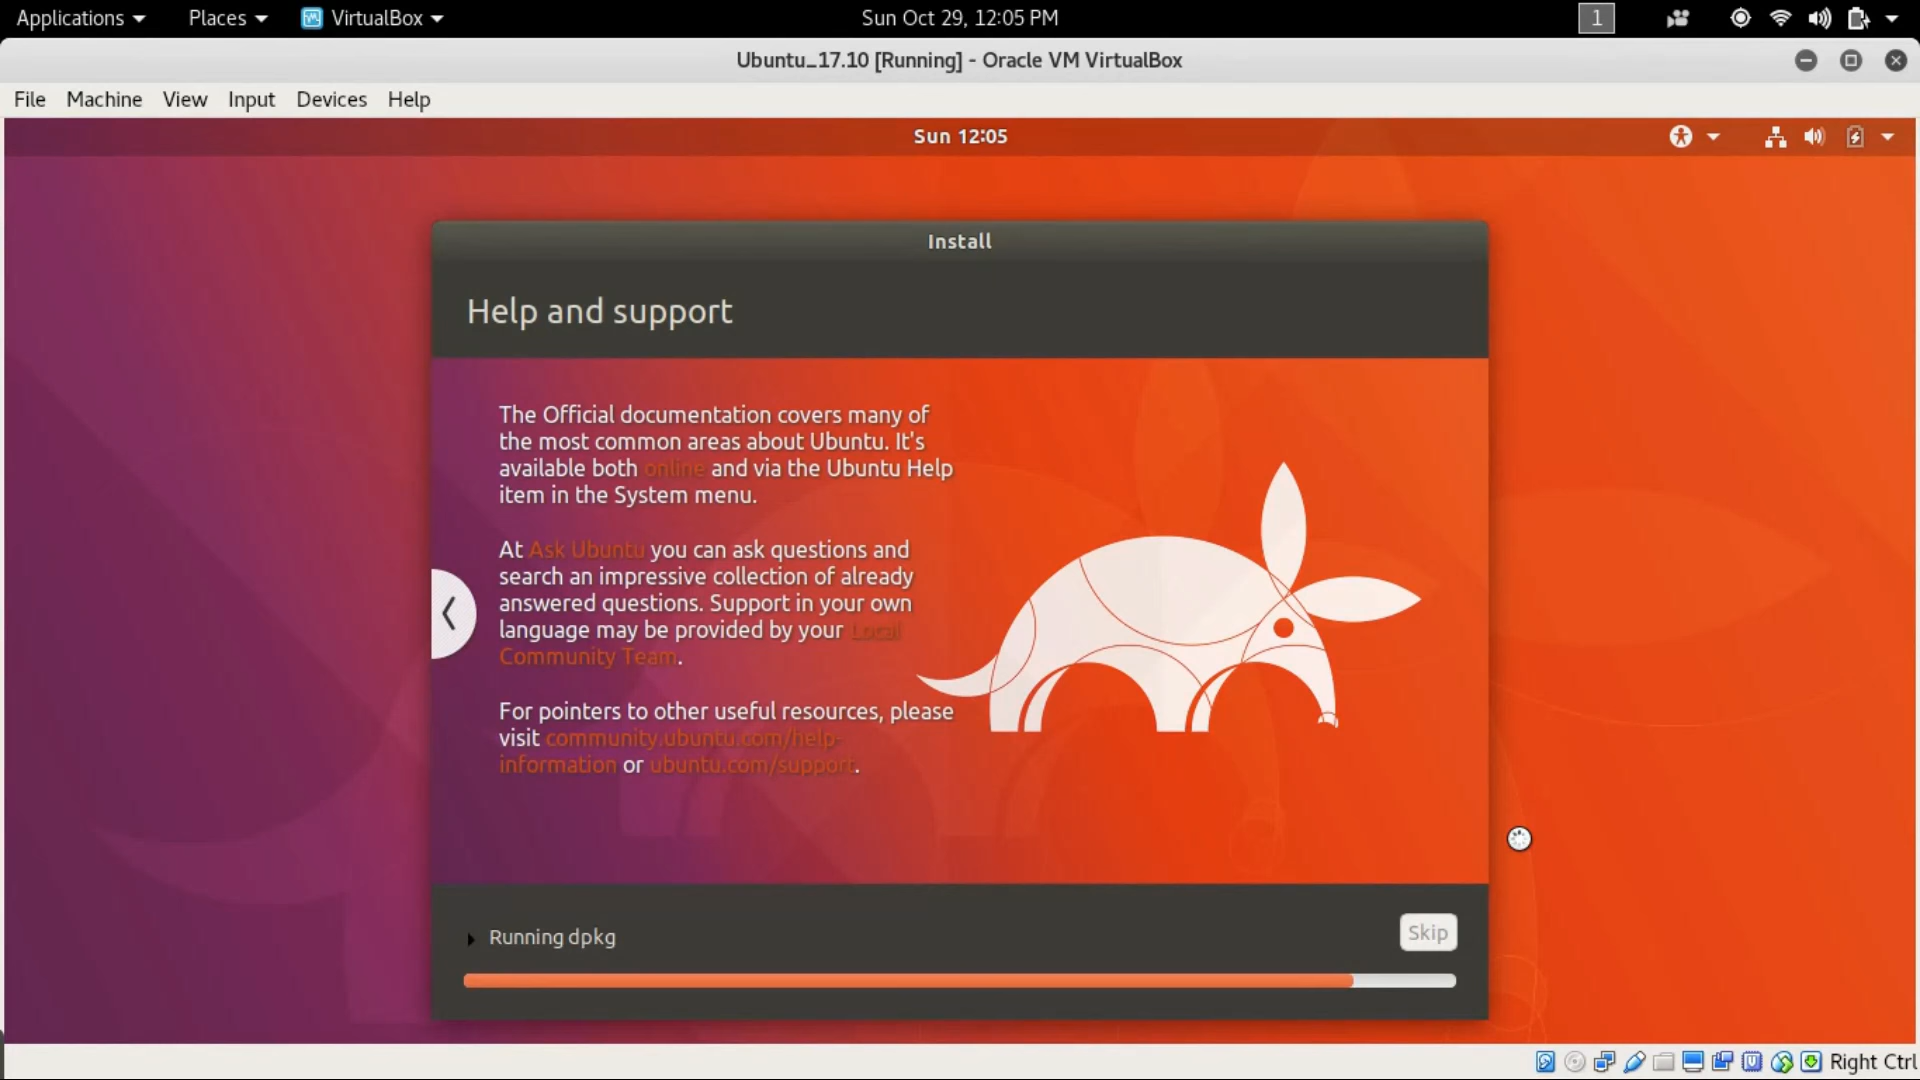 Applications Places VirtualBox Sun Oct 29, 12:05 PM 1
Ubuntu_17.10 [Running] - Oracle VM VirtualBox
File Machine View Input Devices Help
Sun 12:05
Install
Help and support
The Official documentation covers many of
the most common areas about Ubuntu. It's
available both online and via the Ubuntu Help
item in the System menu.
At Ask Ubuntu you can ask questions and
search an impressive collection of already
answered questions. Support in your own
language may be provided by your Local
Community Team.
For pointers to other useful resources, please
visit community.ubuntu.com/help-
information or ubuntu.com/support.
Running dpkg
Skip
Right Ctrl